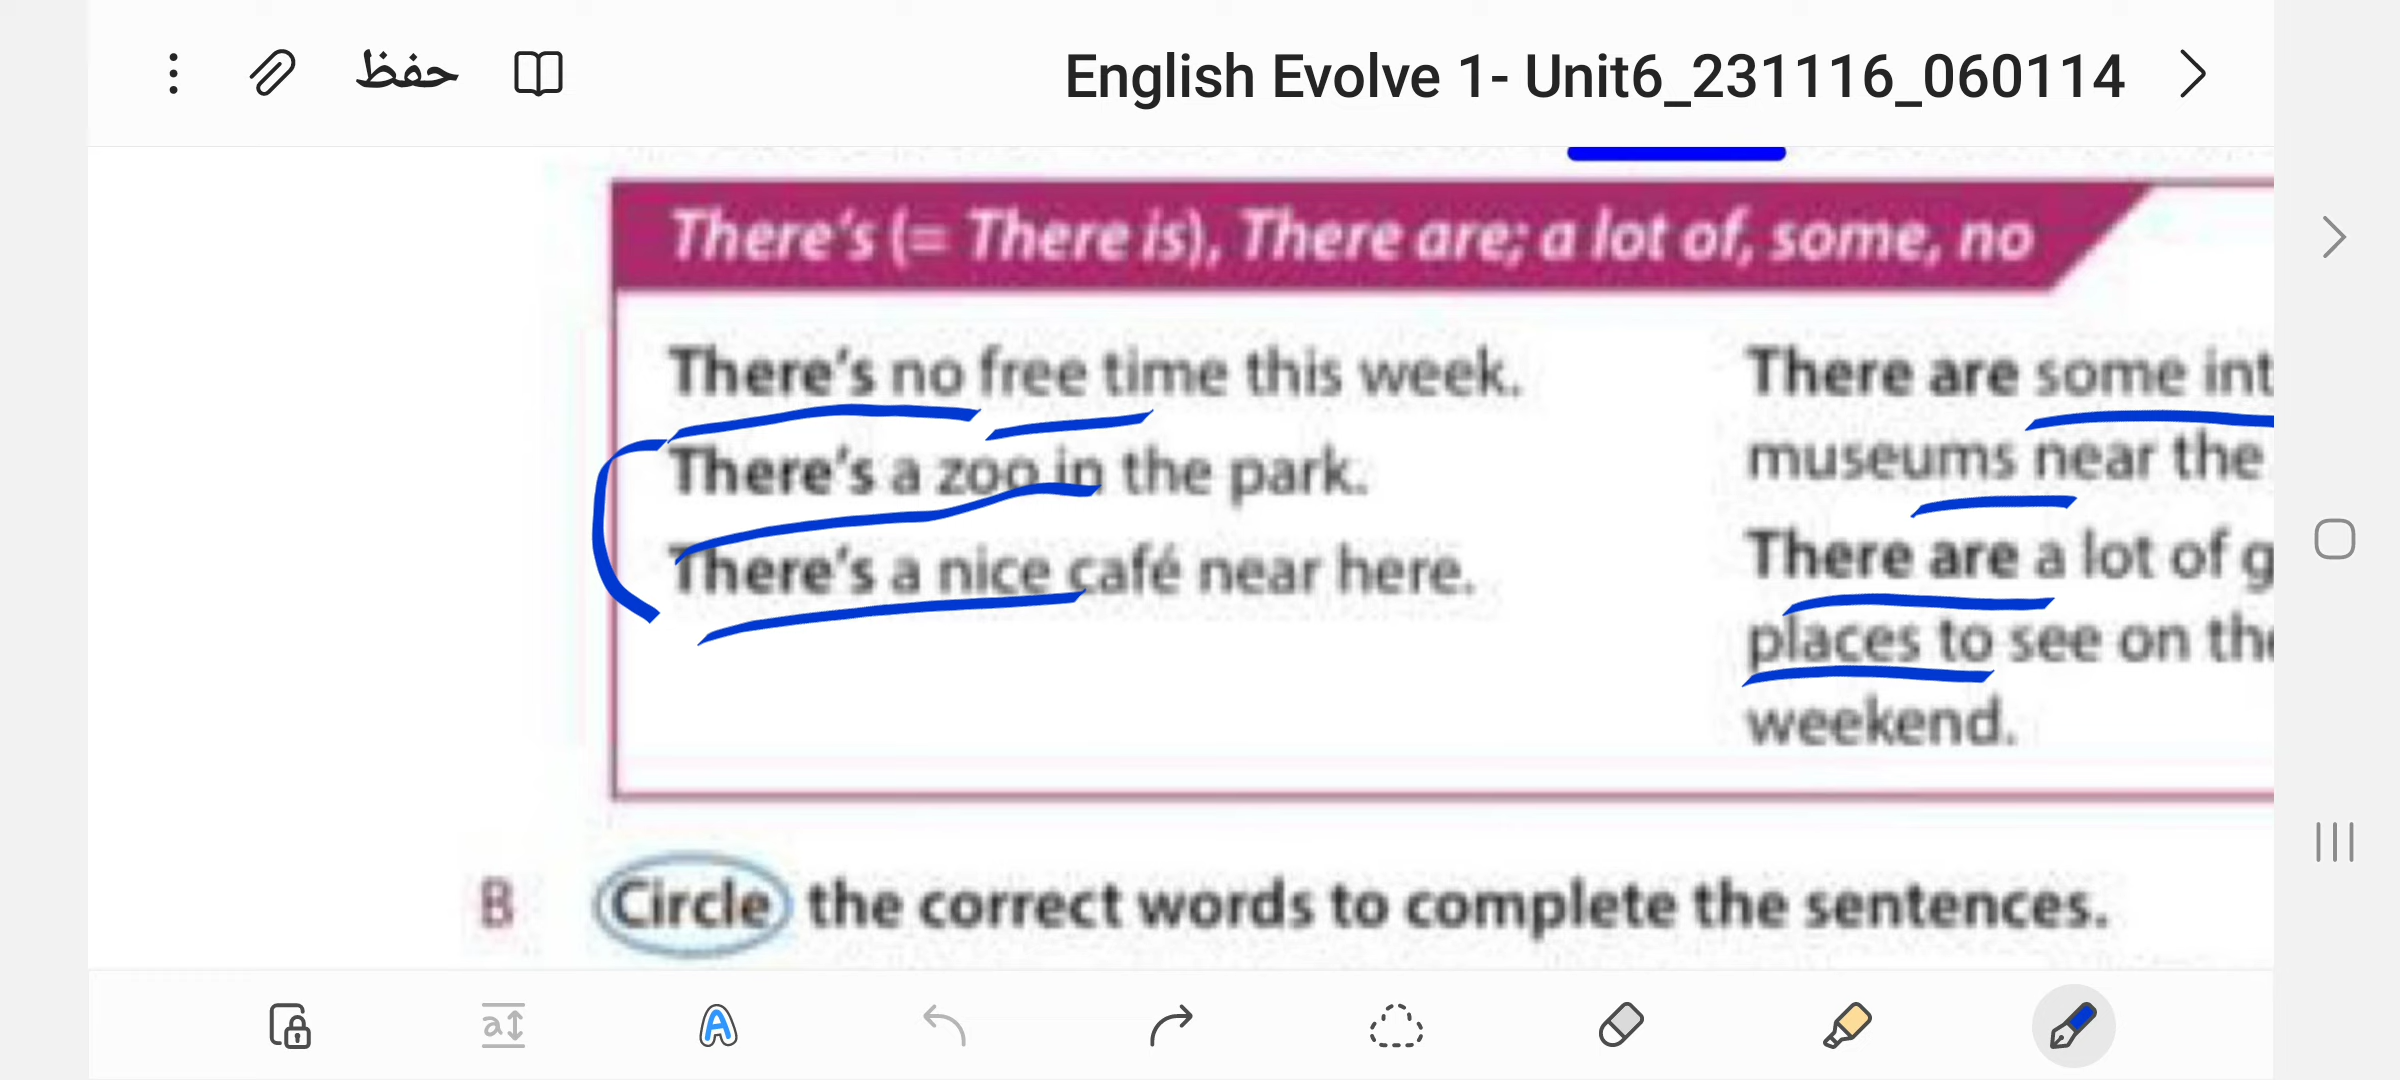 حفظ
English Evolve 1- Unit6_231116_060114
There's (= There is), There are; a lot of, some, no
There's no free time this week.
There's a zoo in the park.
There's a nice café near here.
There are some int
museums near the
There are a lot of g
places to see on the
weekend.
B Circle the correct words to complete the sentences.
a
A